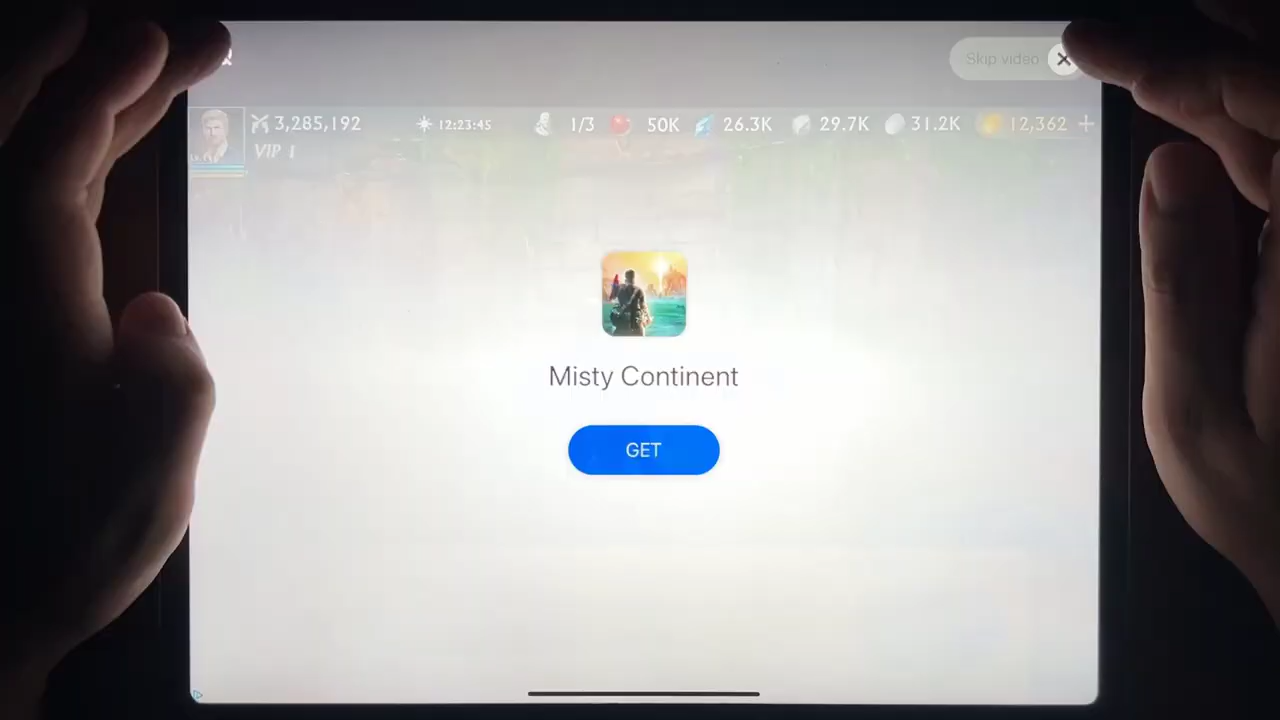 Skip video
3,285,192 12:23:45 1/3 50K 26.3K 29.7K 31.2K 12,362
VIP 1
Misty Continent
GET